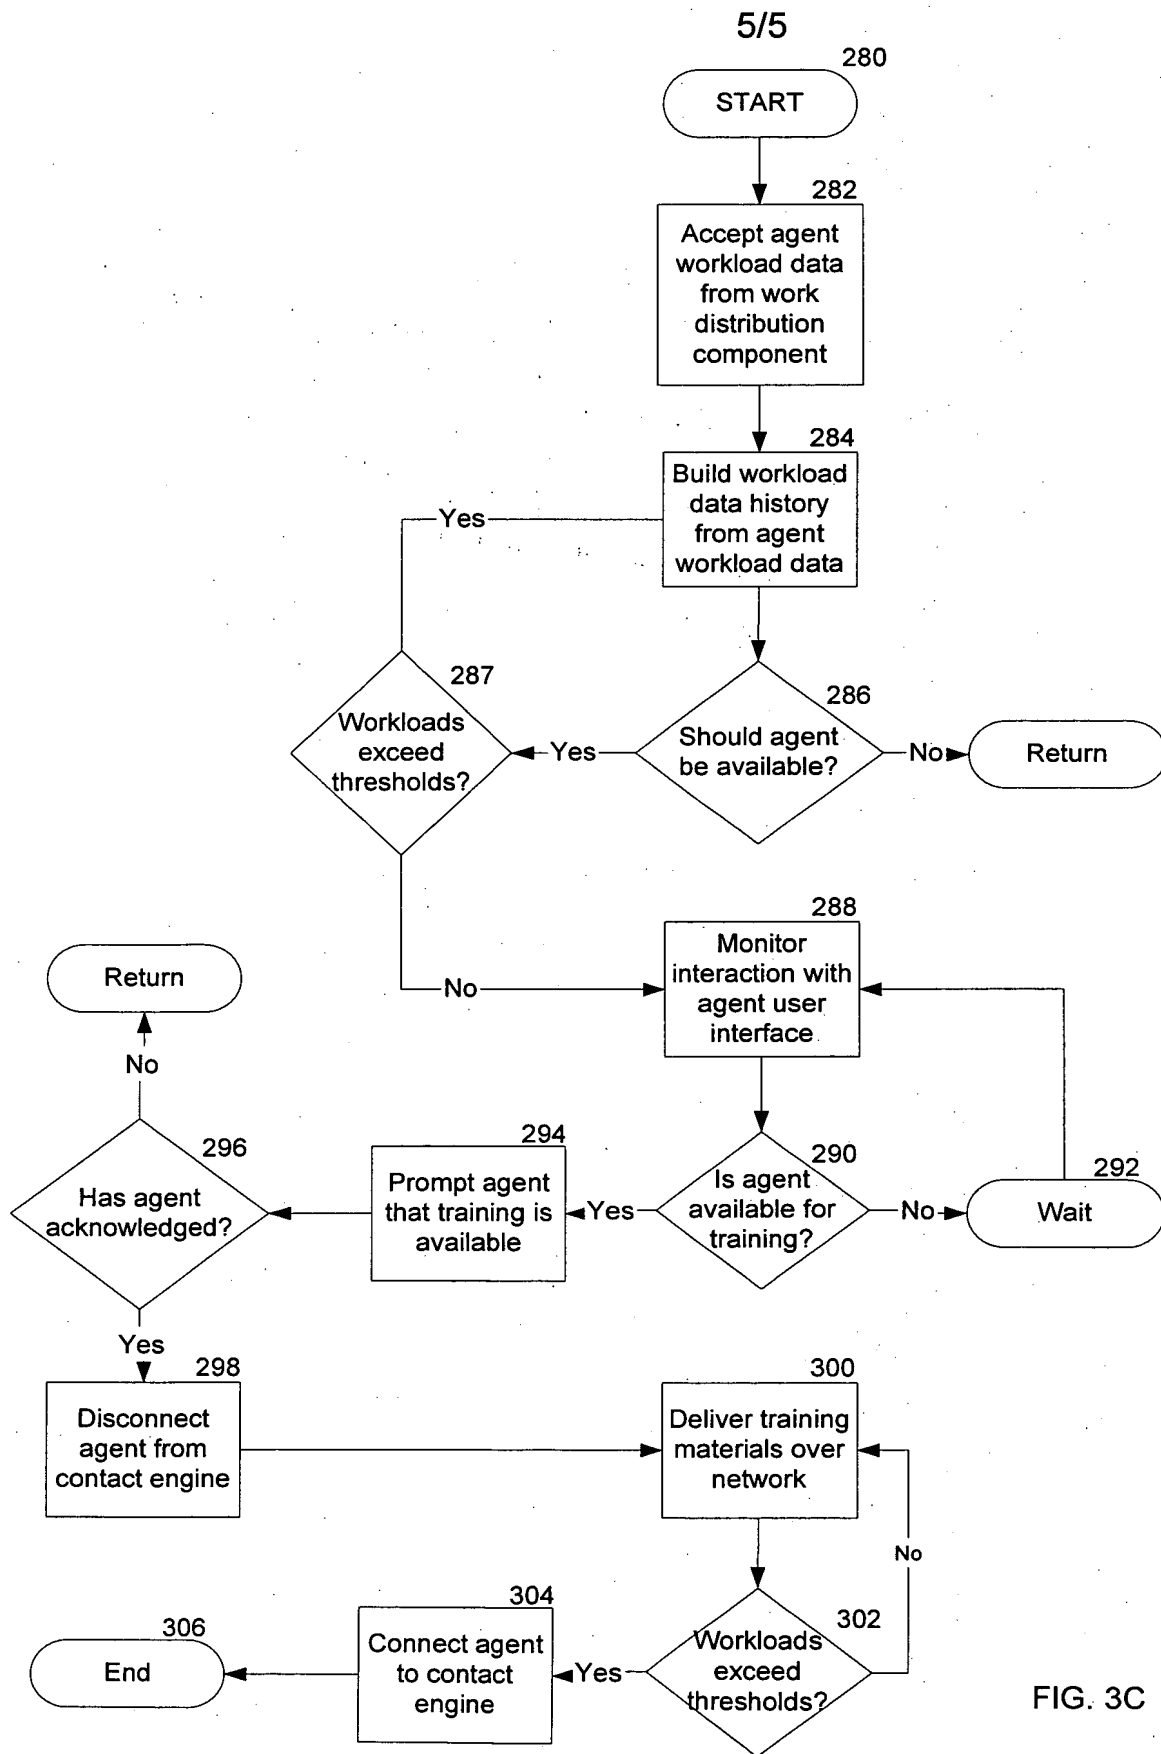 5/5
280
START
282
Accept agent
workload data
from work
distribution
component
284
Build workload
data history
from agent
workload data
Yes
287
Workloads
exceed
thresholds?
Yes
286
Should agent
be available?
No
Return
288
Monitor
interaction with
agent user
interface
No
Return
No
296
Has agent
acknowledged?
294
Prompt agent
that training is
available
Yes
290
Is agent
available for
training?
No
292
Wait
Yes
298
Disconnect
agent from
contact engine
300
Deliver training
materials over
network
No
302
Workloads
exceed
thresholds?
Yes
304
Connect agent
to contact
engine
306
End
FIG. 3C